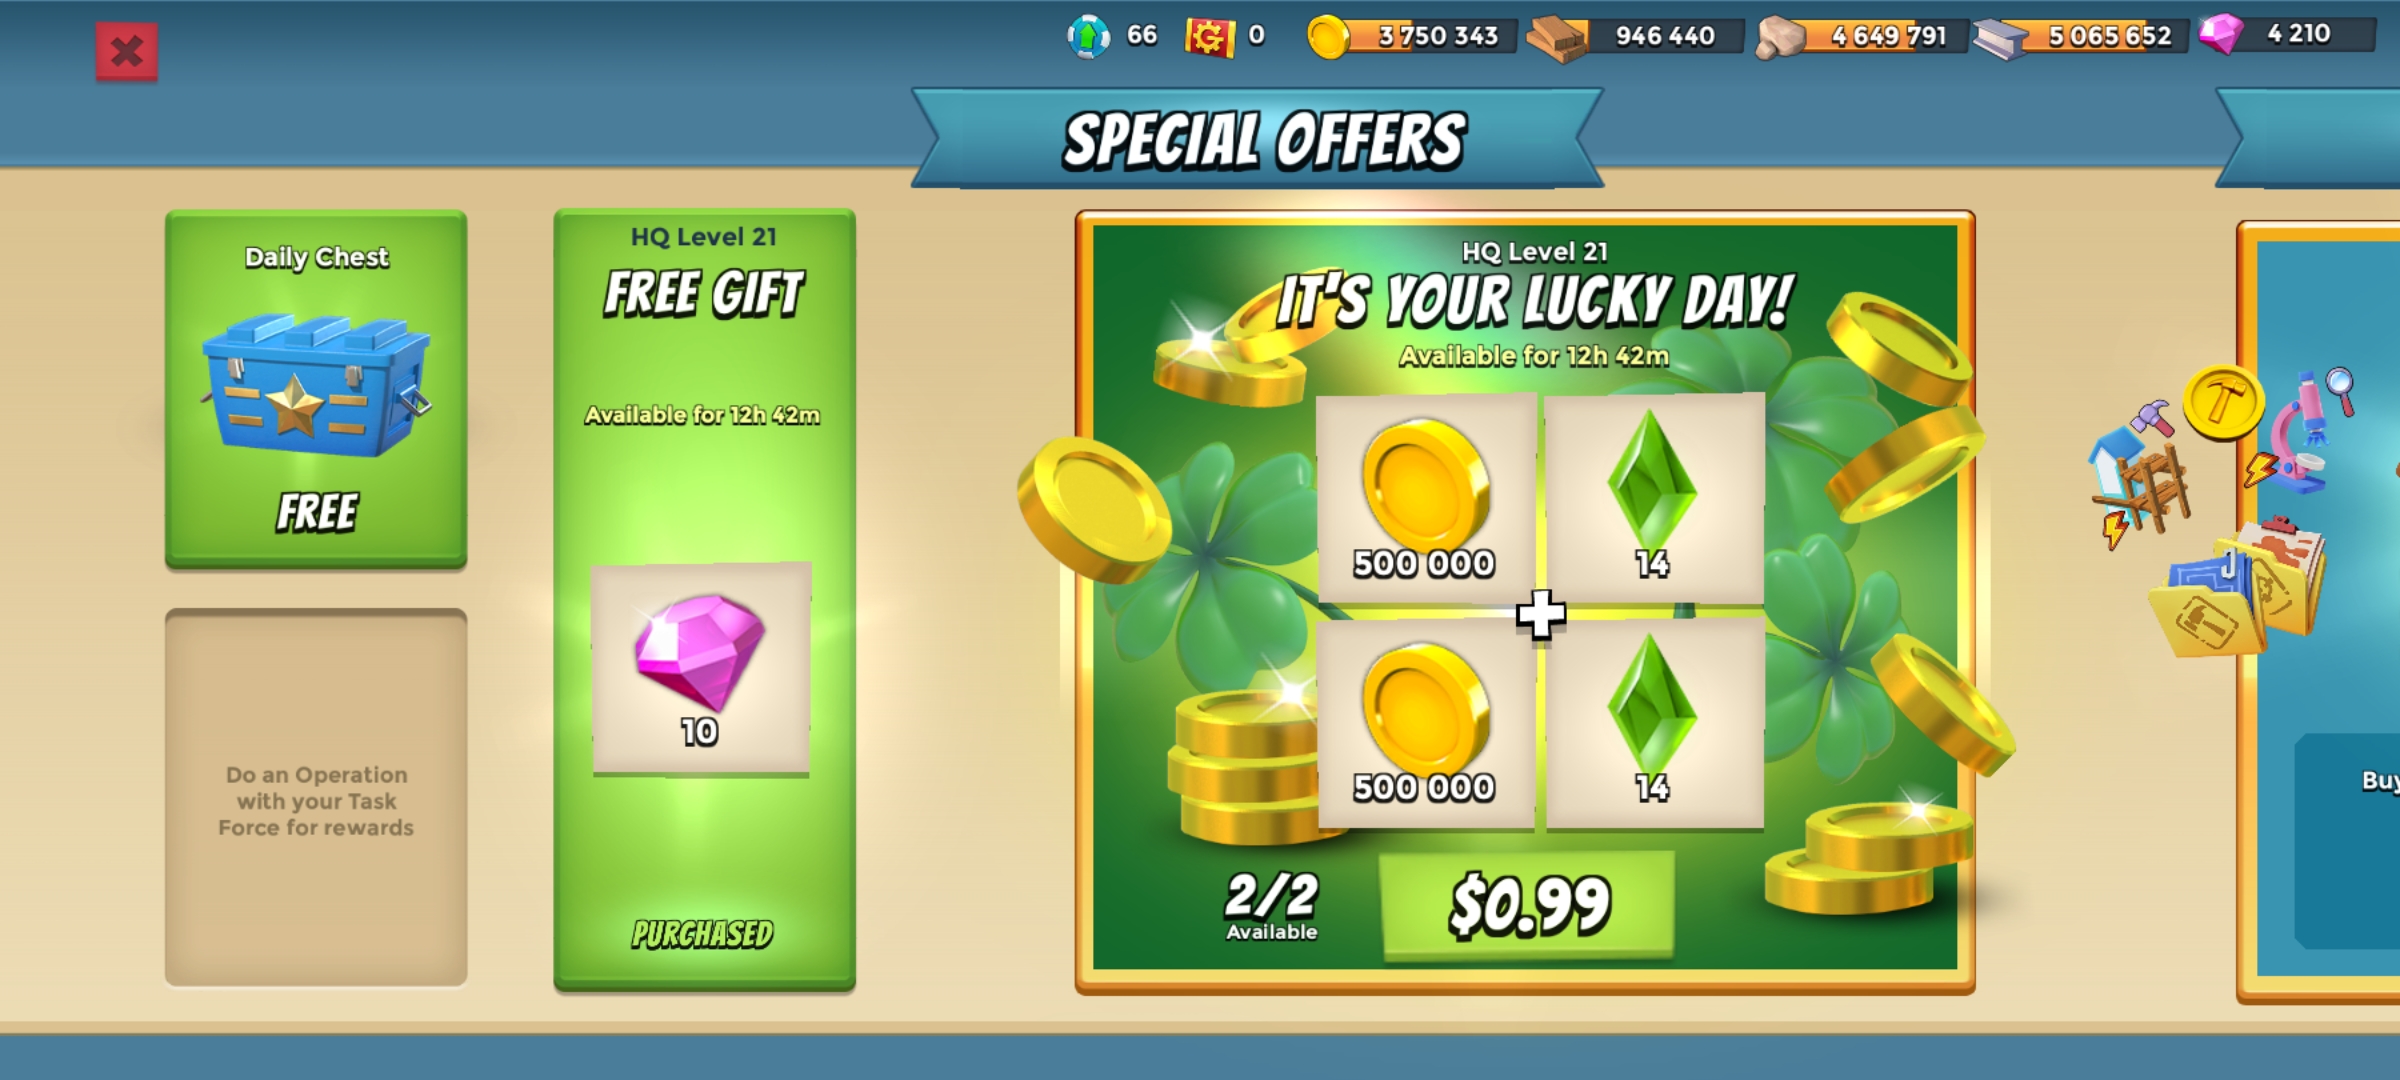 66
0
3 750 343
946 440
4 649 791
5 065 652
4 210
SPECIAL OFFERS
Daily Chest
FREE
Do an Operation
with your Task
Force for rewards
HQ Level 21
FREE GIFT
Available for 12h 42m
10
PURCHASED
HQ Level 21
IT'S YOUR LUCKY DAY!
Available for 12h 42m
500 000
14
500 000
14
2/2
Available
$0.99
Buy